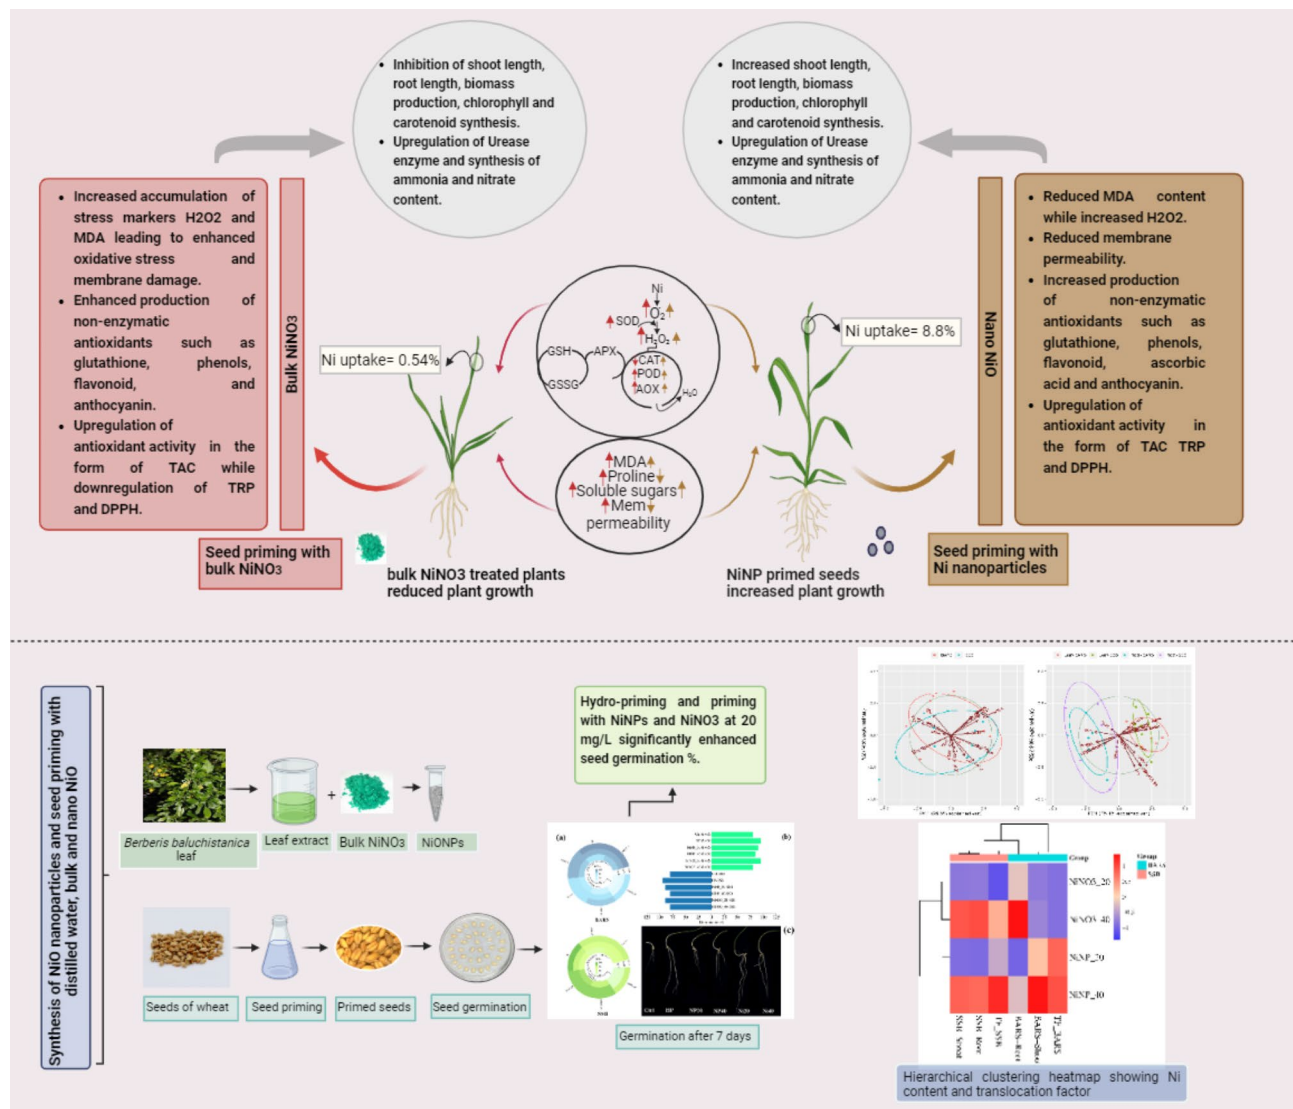 Inhibition of shoot length,
root length, biomass
production, chlorophyll and
carotenoid synthesis.
Upregulation of Urease
enzyme and synthesis of
ammonia and nitrate
content.
Increased shoot length,
root length, biomass
production, chlorophyll
and carotenoid synthesis.
Upregulation of Urease
enzyme and synthesis of
ammonia and nitrate
content.
Increased accumulation of
stress markers H2O2 and
MDA leading to enhanced
oxidative stress and
membrane damage.
Enhanced production of
non-enzymatic
antioxidants such as
glutathione, phenols,
flavonoid, and
anthocyanin.
Upregulation of
antioxidant activity in the
form of TAC while
downregulation of TRP
and DPPH.
Bulk NiNO3
Ni uptake= 0.54%
Ni
O2
SOD
H2O2
GSH
APX
CAT
POD
GSSG
AOX
H2O
MDA
Proline
Soluble sugars
Mem
permeability
Ni uptake= 8.8%
Nano NiO
Reduced MDA content
while increased H2O2.
Reduced membrane
permeability.
Increased production
of non-enzymatic
antioxidants such as
glutathione, phenols,
flavonoid, ascorbic
acid and anthocyanin.
Upregulation of
antioxidant activity in
the form of TAC TRP
and DPPH.
Seed priming with
bulk NiNO3
bulk NiNO3 treated plants
reduced plant growth
NiNP primed seeds
increased plant growth
Seed priming with
Ni nanoparticles
Synthesis of NiO nanoparticles and seed priming with
distilled water, bulk and nano NiO
Berberis baluchistanica
leaf
Leaf extract
+
Bulk NiNO3
NiONPs
Seeds of wheat
Seed priming
Primed seeds
Seed germination
Hydro-priming and priming
with NiNPs and NiNO3 at 20
mg/L significantly enhanced
seed germination %.
(a)
(b)
BARS
(c)
NSR
Germination after 7 days
Group
Group
NiNO3_20
NiNO3_40
NiNP_20
NiNP_40
TF_BARS
Hierarchical clustering heatmap showing Ni
content and translocation factor